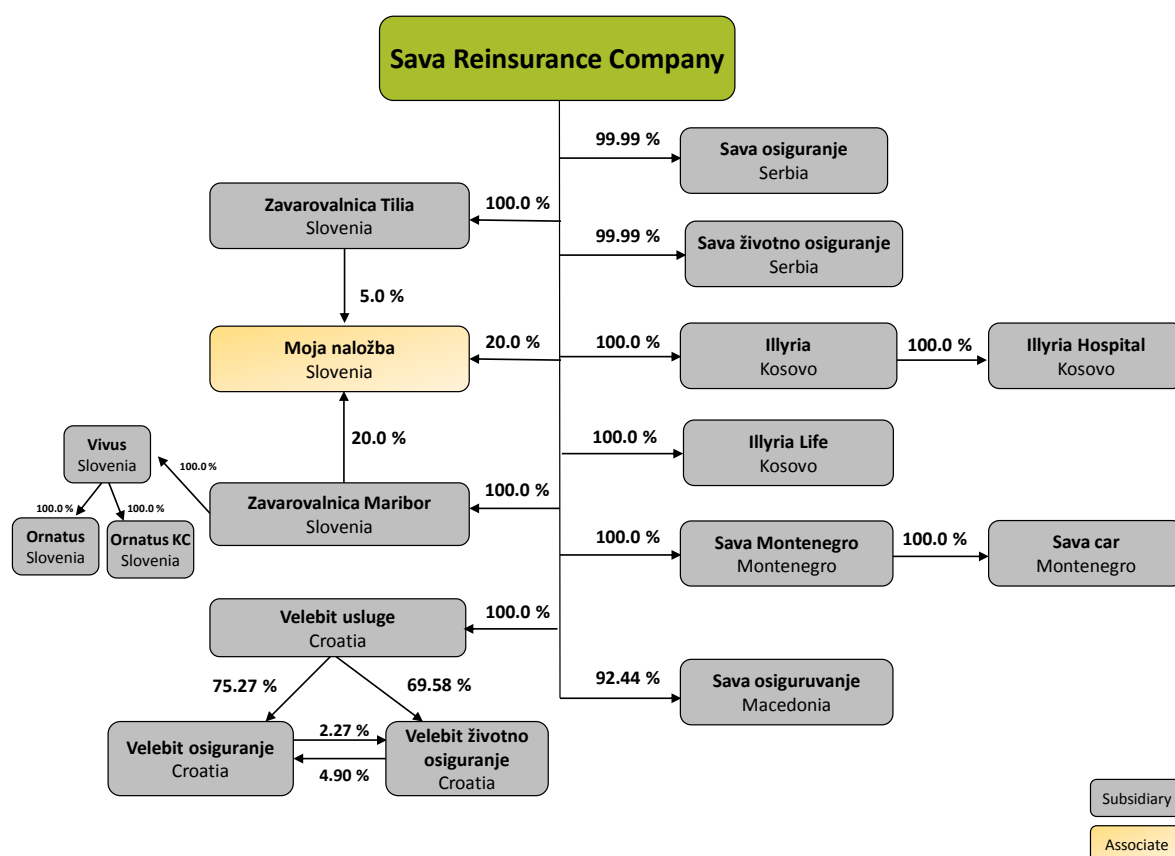 Sava Reinsurance Company
99.99 %
Sava osiguranje
Serbia
Zavarovalnica Tilia
Slovenia
100.0 %
99.99 %
Sava životno osiguranje
Serbia
5.0 %
Moja naložba
Slovenia
20.0 %
100.0 %
Illyria
Kosovo
100.0 %
Illyria Hospital
Kosovo
20.0 %
100.0 %
Illyria Life
Kosovo
Vivus
Slovenia
100.0 %
100.0 %
100.0 %
Ornatus
Slovenia
Ornatus KC
Slovenia
Zavarovalnica Maribor
Slovenia
100.0 %
100.0 %
Sava Montenegro
Montenegro
100.0 %
Sava car
Montenegro
Velebit usluge
Croatia
100.0 %
75.27 %
69.58 %
92.44 %
Sava osiguruvanje
Macedonia
Velebit osiguranje
Croatia
2.27 %
4.90 %
Velebit životno
osiguranje
Croatia
Subsidiary
Associate